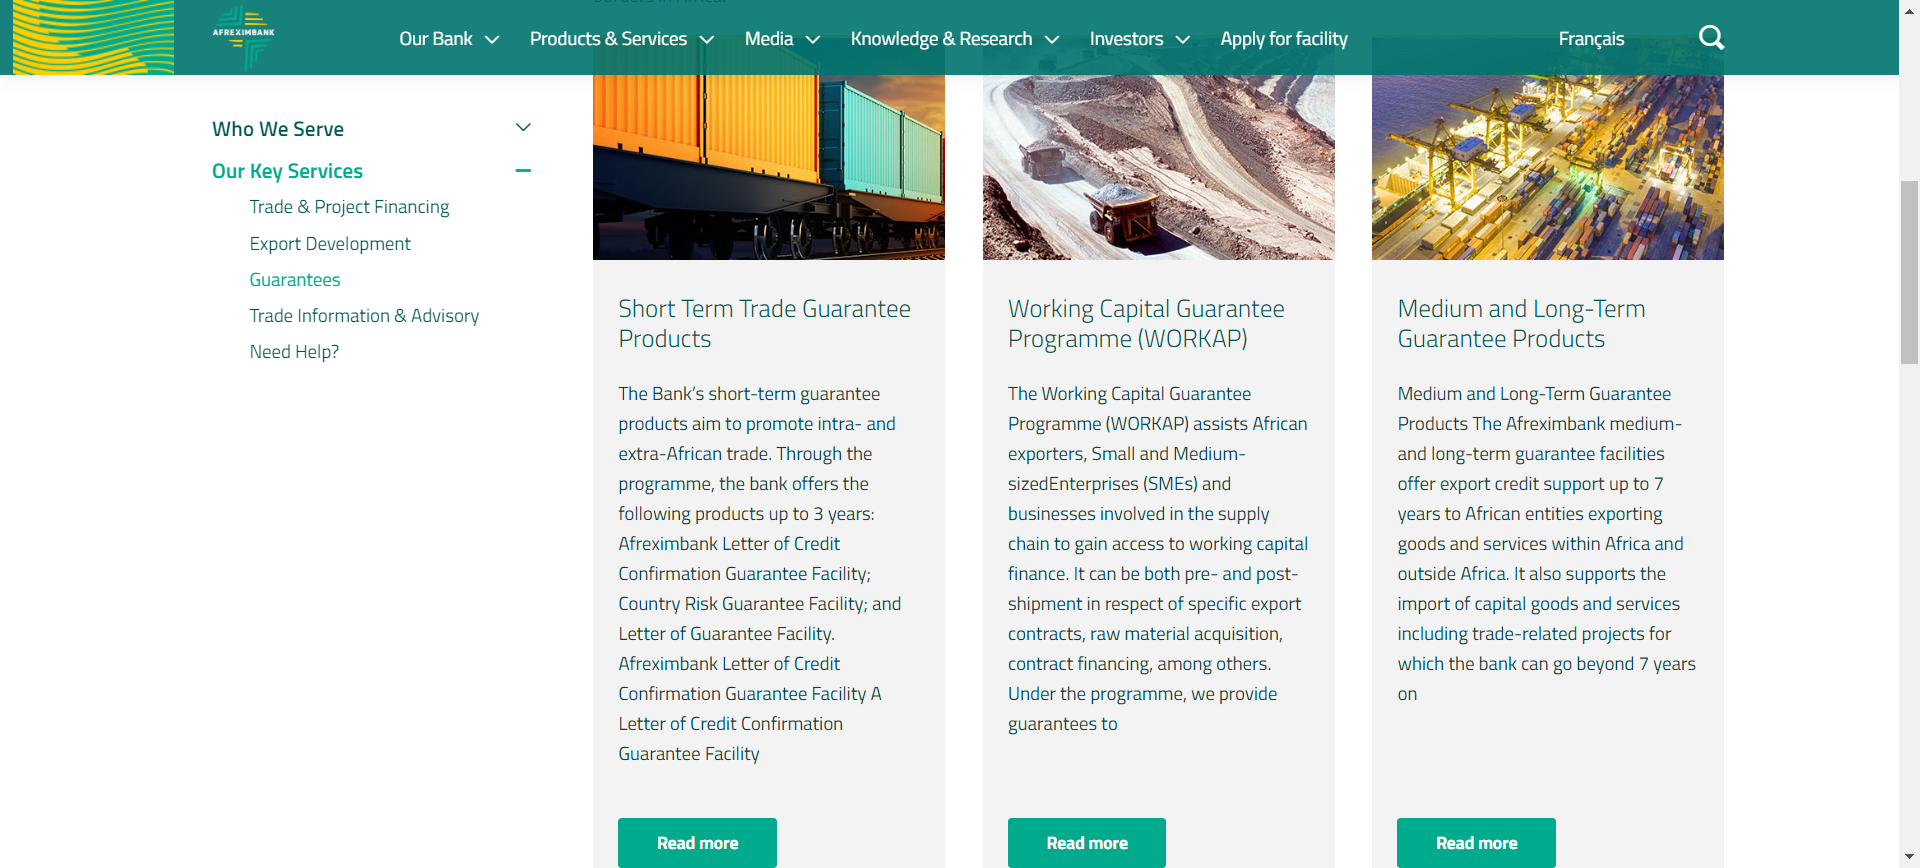 borders in Africa.
AFREXIMBANK
Our Bank
Products & Services
Media
Knowledge & Research
Investors
Apply for facility
Français
Who We Serve
Our Key Services
Trade & Project Financing
Export Development
Guarantees
Trade Information & Advisory
Need Help?
Short Term Trade Guarantee
Products
The Bank’s short-term guarantee
products aim to promote intra- and
extra-African trade. Through the
programme, the bank offers the
following products up to 3 years:
Afreximbank Letter of Credit
Confirmation Guarantee Facility;
Country Risk Guarantee Facility; and
Letter of Guarantee Facility.
Afreximbank Letter of Credit
Confirmation Guarantee Facility A
Letter of Credit Confirmation
Guarantee Facility
Read more
Working Capital Guarantee
Programme (WORKAP)
The Working Capital Guarantee
Programme (WORKAP) assists African
exporters, Small and Medium-
sizedEnterprises (SMEs) and
businesses involved in the supply
chain to gain access to working capital
finance. It can be both pre- and post-
shipment in respect of specific export
contracts, raw material acquisition,
contract financing, among others.
Under the programme, we provide
guarantees to
Read more
Medium and Long-Term
Guarantee Products
Medium and Long-Term Guarantee
Products The Afreximbank medium-
and long-term guarantee facilities
offer export credit support up to 7
years to African entities exporting
goods and services within Africa and
outside Africa. It also supports the
import of capital goods and services
including trade-related projects for
which the bank can go beyond 7 years
on
Read more